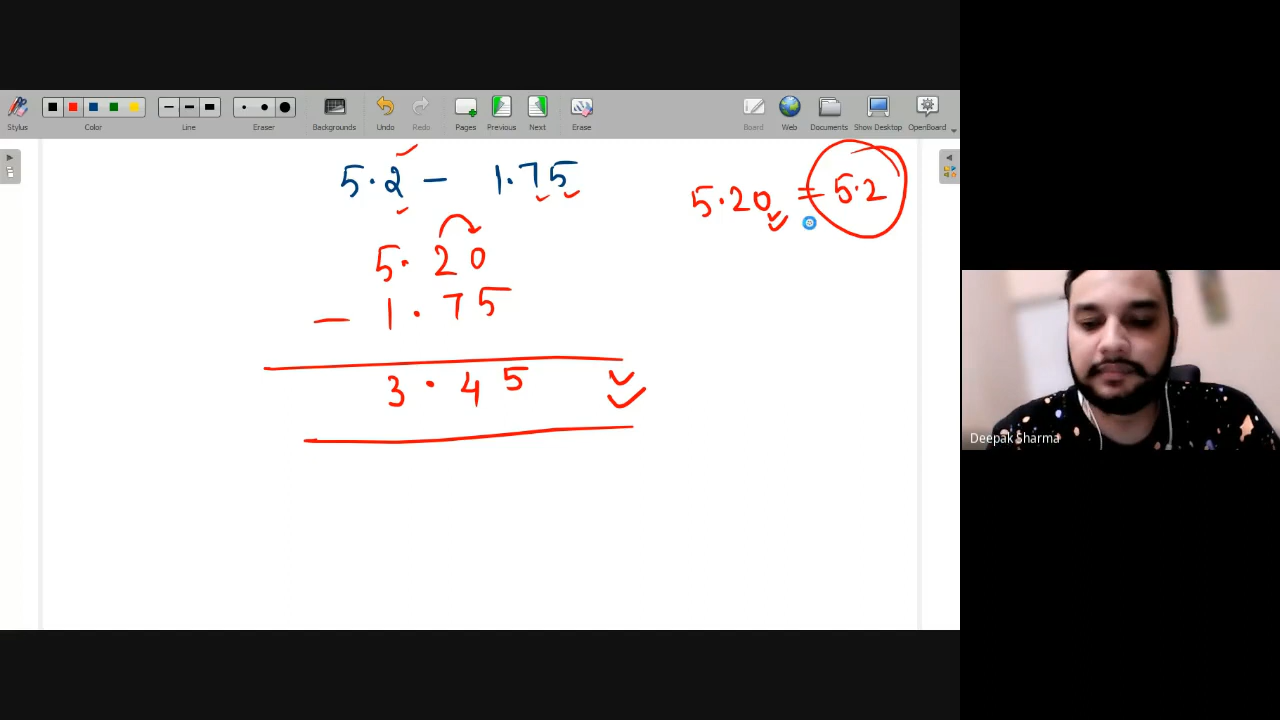 Stylus Color Line Eraser Backgrounds Undo Redo Pages Previous Next Erase Board Web Documents Show Desktop OpenBoard
5.2 - 1.75
5.20 = 5.2
5.20
- 1.75
3.45
Deepak Sharma